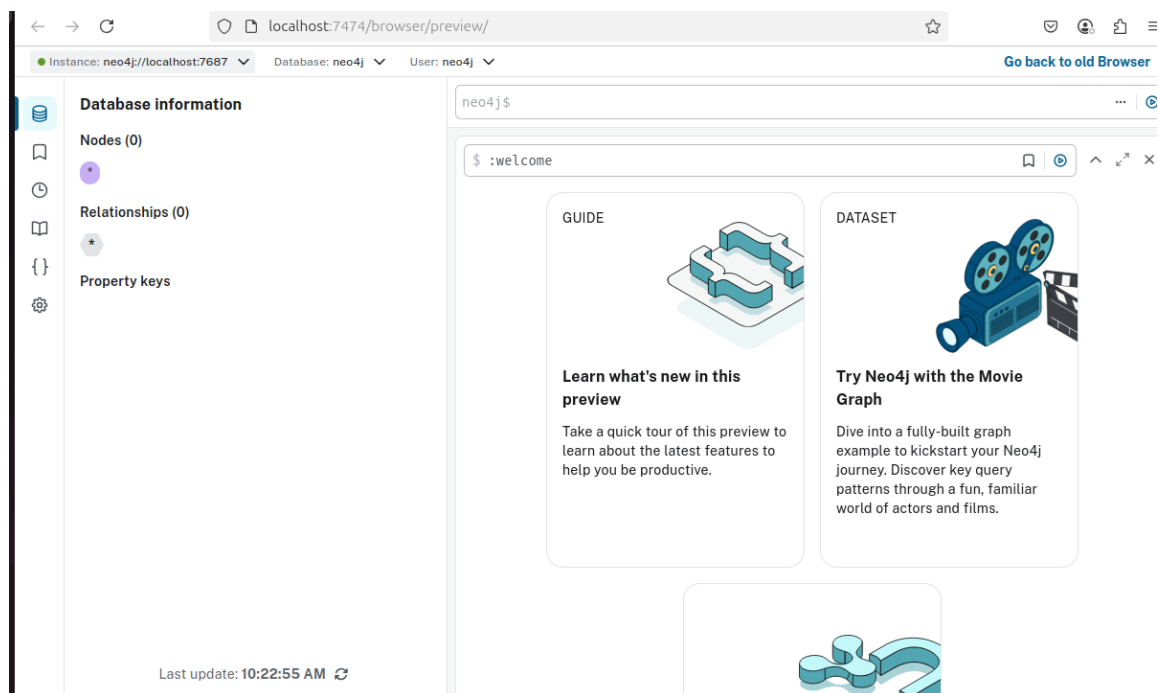 localhost:7474/browser/preview/
Instance: neo4j://localhost:7687 Database: neo4j User: neo4j Go back to old Browser
Database information
Nodes (0)
*
Relationships (0)
*
Property keys
Last update: 10:22:55 AM
neo4j$
$ :welcome
GUIDE
Learn what's new in this
preview
Take a quick tour of this preview to
learn about the latest features to
help you be productive.
DATASET
Try Neo4j with the Movie
Graph
Dive into a fully-built graph
example to kickstart your Neo4j
journey. Discover key query
patterns through a fun, familiar
world of actors and films.